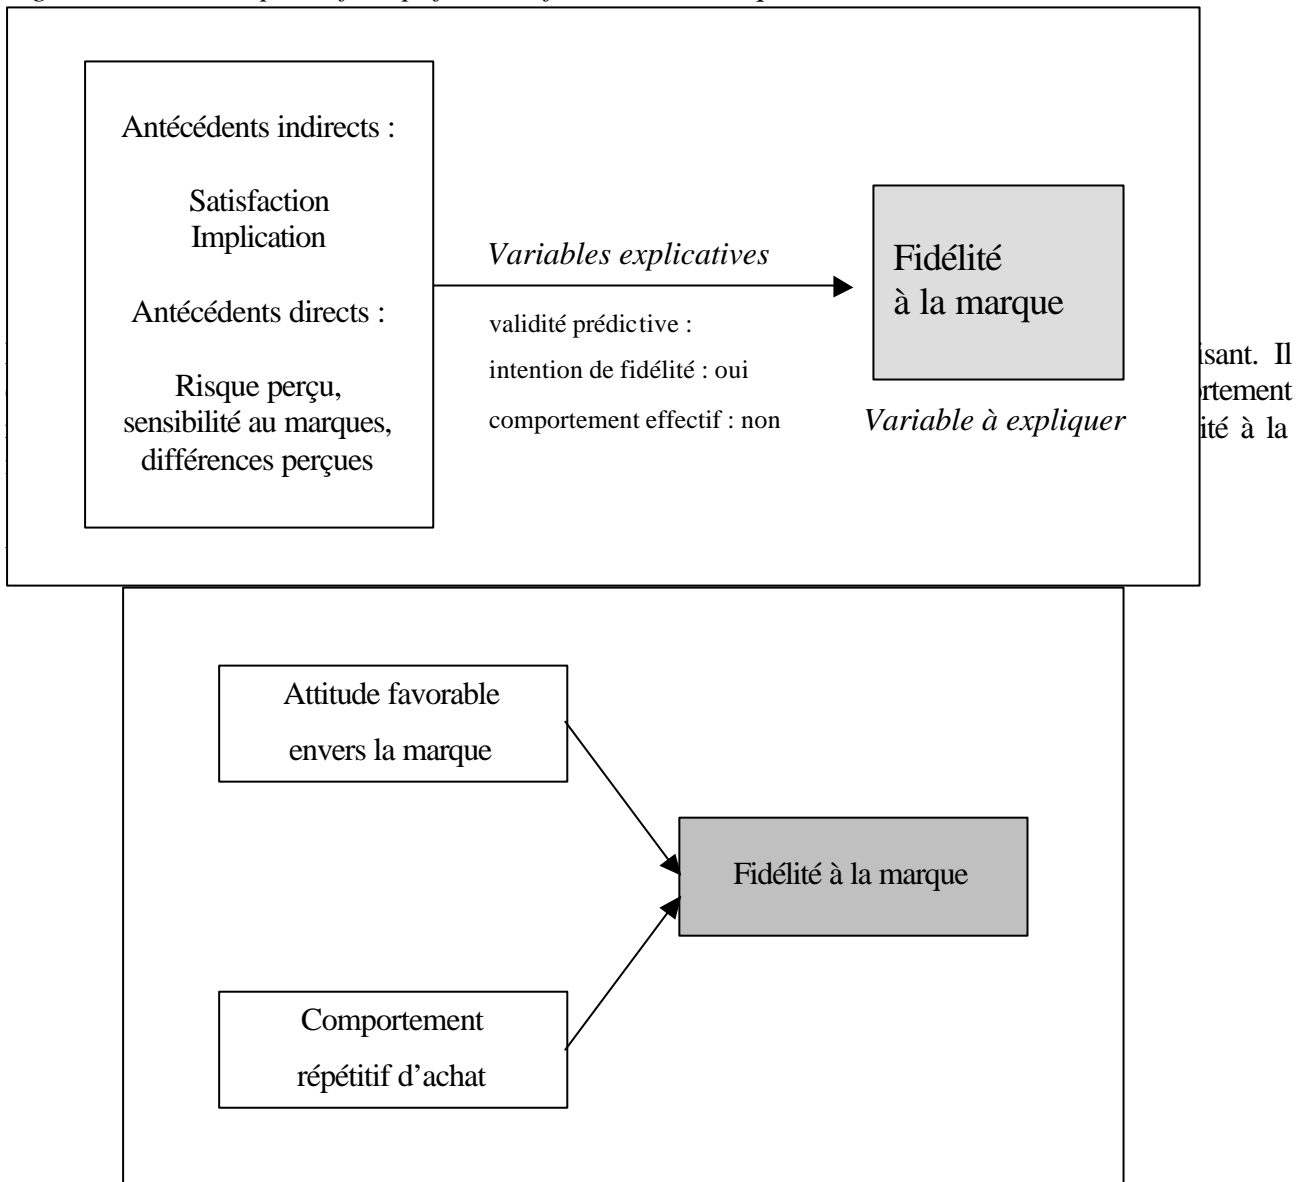 Antécédents indirects :
Satisfaction
Implication
Antécédents directs :
Risque perçu,
sensibilité au marques,
différences perçues
Variables explicatives
validité prédictive :
intention de fidélité : oui
comportement effectif : non
Fidélité
à la marque
Variable à expliquer
isant. Il
rtement
ité à la
Attitude favorable
envers la marque
Fidélité à la marque
Comportement
répétitif d’achat